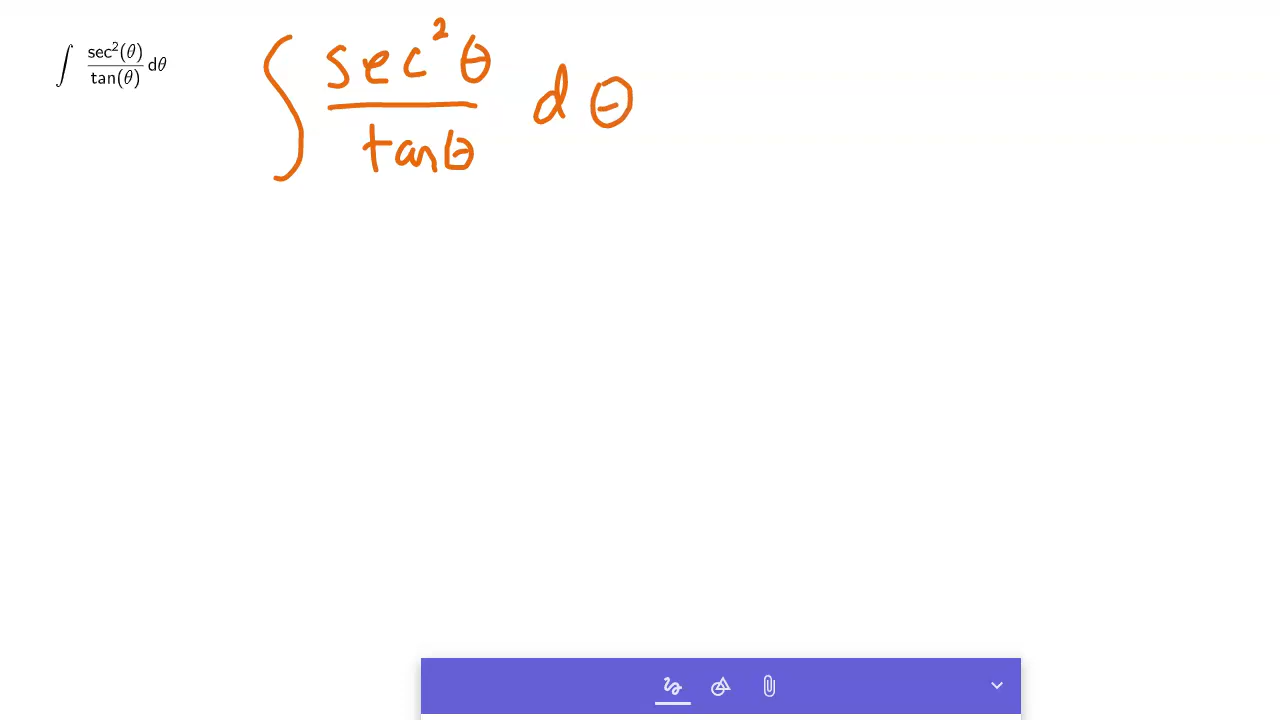 ∫ sec²(θ)/tan(θ) dθ
∫ sec²θ/tanθ dθ